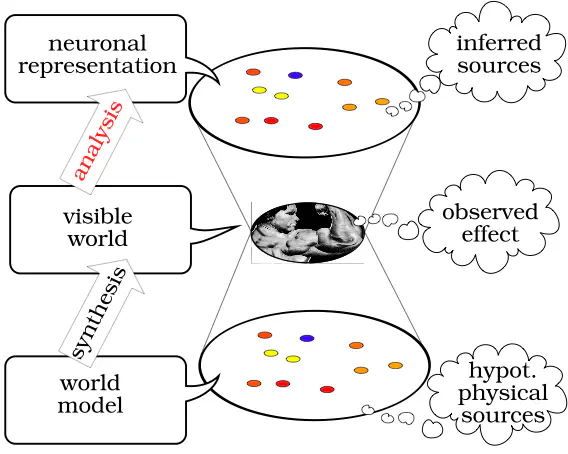 neuronal
representation
inferred
sources
analysis
visible
world
observed
effect
synthesis
world
model
hypot.
physical
sources